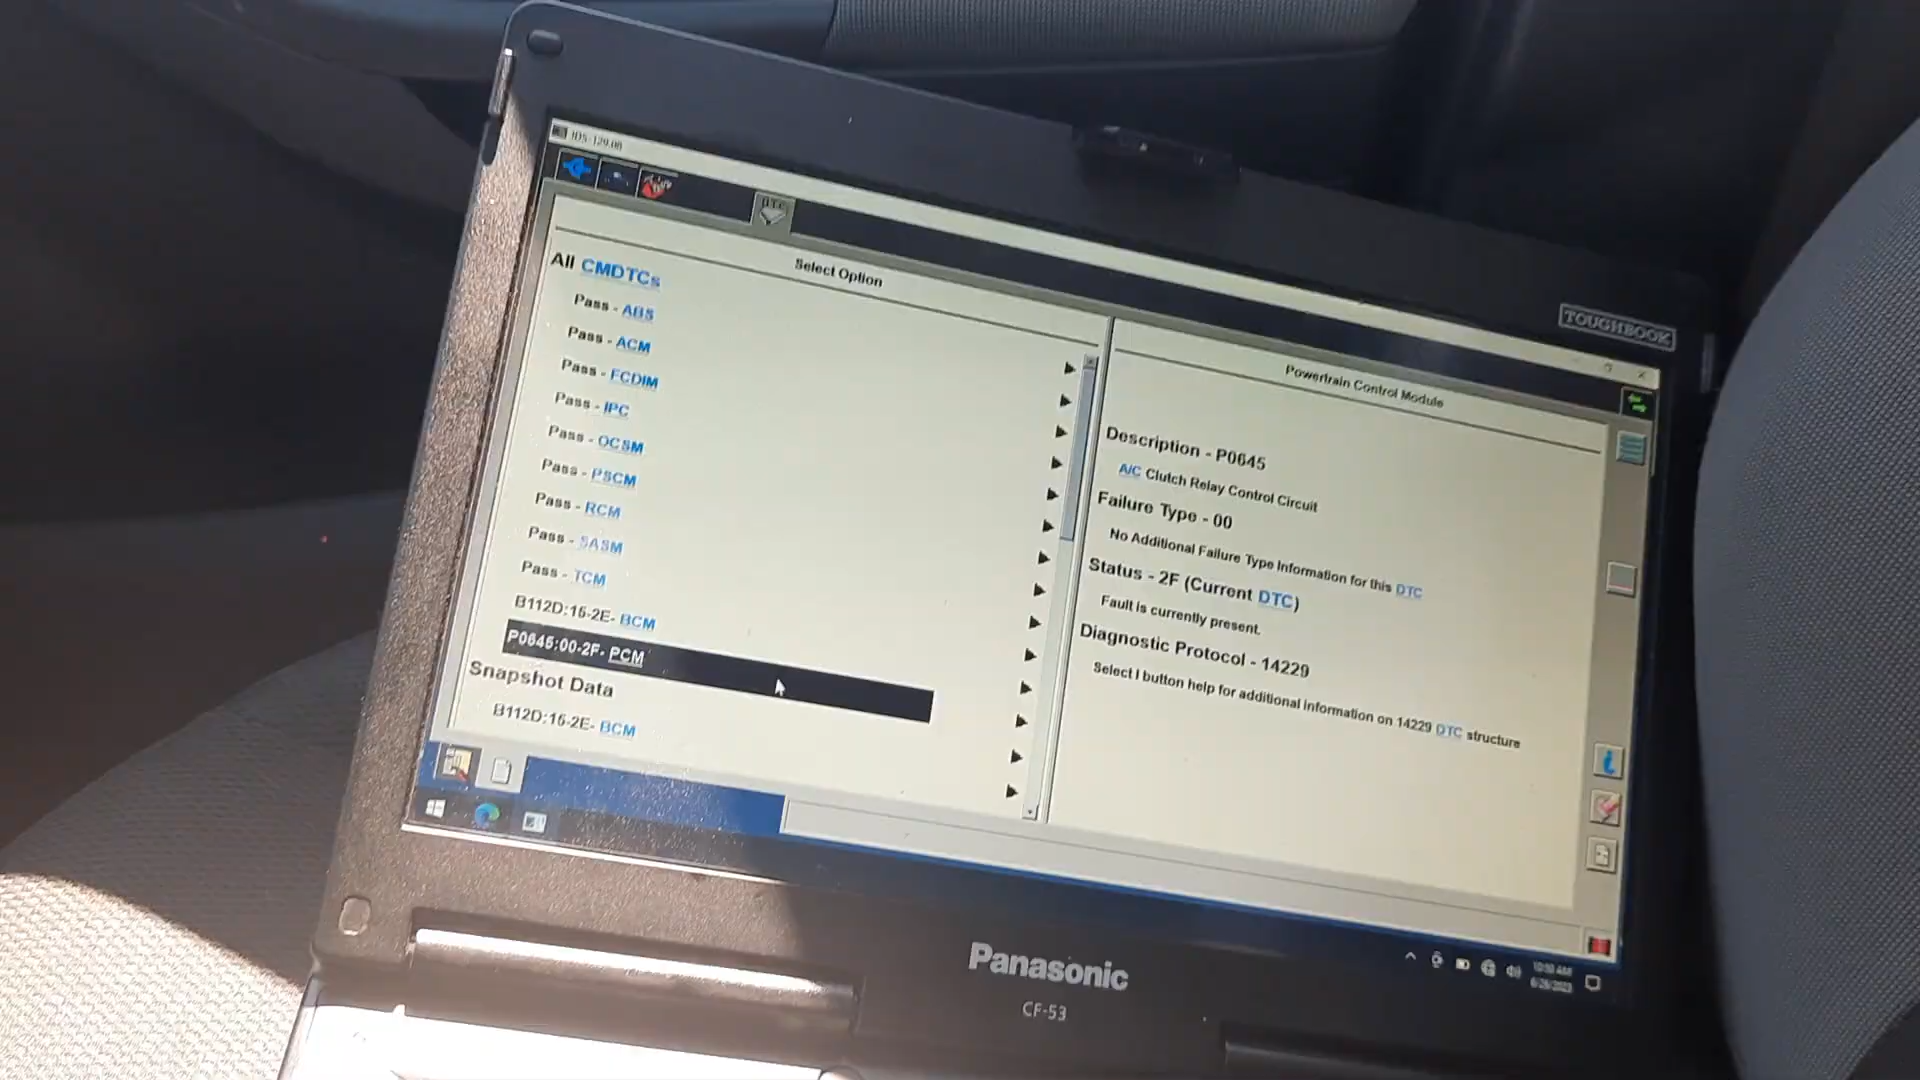 IDS-129.06
DTC
Select Option
All CMDTCs
Pass - ABS
Pass - ACM
Pass - FCDIM
Pass - IPC
Pass - OCSM
Pass - PSCM
Pass - RCM
Pass - SASM
Pass - TCM
B112D:15-2E- BCM
P0645:00-2F- PCM
Snapshot Data
B112D:15-2E- BCM
Powertrain Control Module
Description - P0645
A/C Clutch Relay Control Circuit
Failure Type - 00
No Additional Failure Type Information for this DTC
Status - 2F (Current DTC)
Fault is currently present.
Diagnostic Protocol - 14229
Select I button help for additional information on 14229 DTC structure
TOUGHBOOK
Panasonic
CF-53